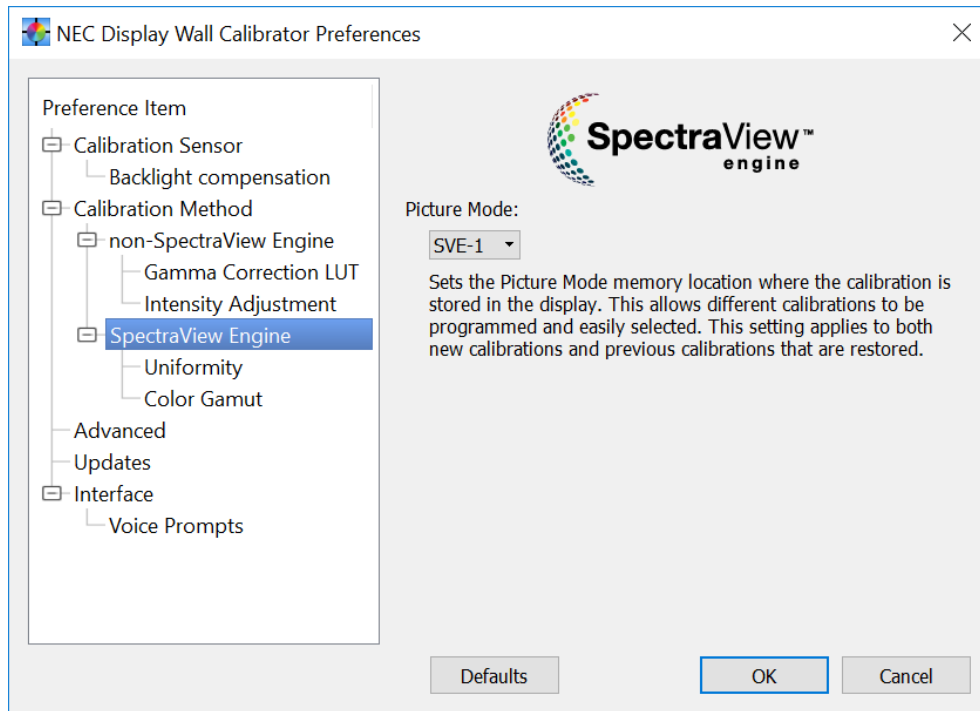 NEC Display Wall Calibrator Preferences
Preference Item
Calibration Sensor
Backlight compensation
Calibration Method
non-SpectraView Engine
Gamma Correction LUT
Intensity Adjustment
SpectraView Engine
Uniformity
Color Gamut
Advanced
Updates
Interface
Voice Prompts
SpectraView™
engine
Picture Mode:
SVE-1
Sets the Picture Mode memory location where the calibration is
stored in the display. This allows different calibrations to be
programmed and easily selected. This setting applies to both
new calibrations and previous calibrations that are restored.
Defaults
OK
Cancel